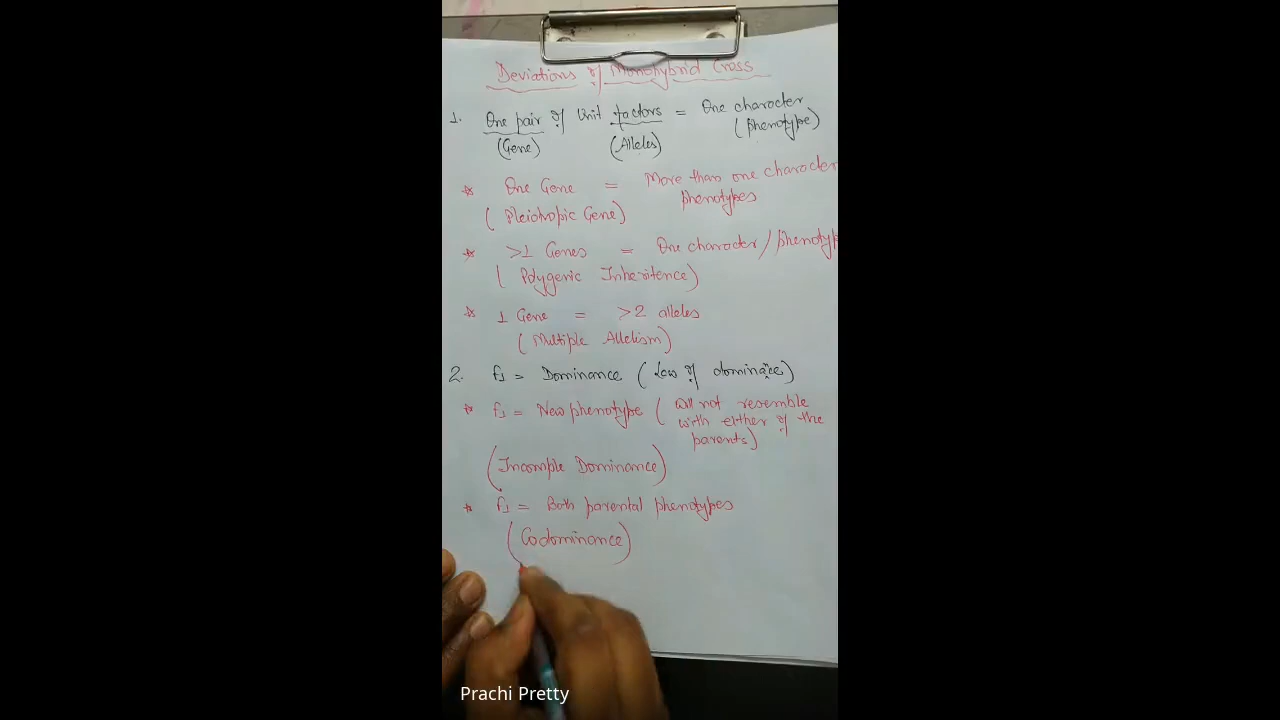 Deviations of Monohybrid Cross
1. One pair of Unit factors = One character
(Gene) (Alleles) (phenotype)
* One Gene = More than one character
phenotypes
(Pleiotropic Gene)
* >1 Genes = One character/phenotyp
(Polygenic Inheritence)
* 1 Gene = >2 alleles
(Multiple Allelism)
2. f1 = Dominance (Law of dominace)
* f1 = New phenotype (will not resemble
with either of the
parents)
(Incomple Dominance)
* f1 = Both parental phenotypes
(Codominance)
Prachi Pretty